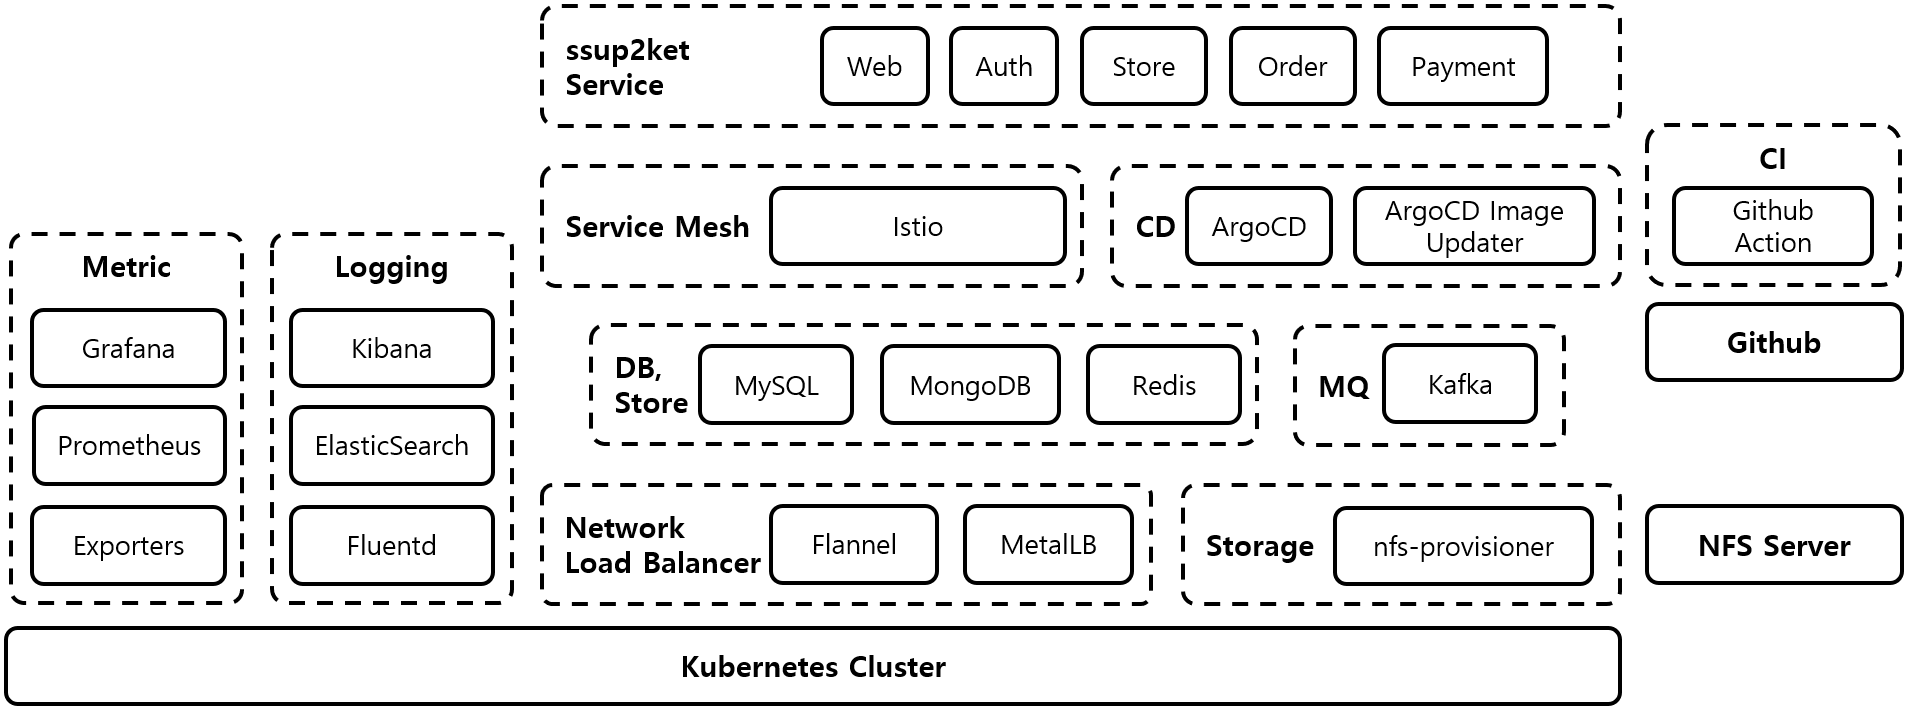 ssup2ket
Service
Web
Auth
Store
Order
Payment
Service Mesh
Istio
CD
ArgoCD
ArgoCD Image
Updater
CI
Github
Action
Github
Metric
Grafana
Prometheus
Exporters
Logging
Kibana
ElasticSearch
Fluentd
DB,
Store
MySQL
MongoDB
Redis
MQ
Kafka
Network
Load Balancer
Flannel
MetalLB
Storage
nfs-provisioner
NFS Server
Kubernetes Cluster